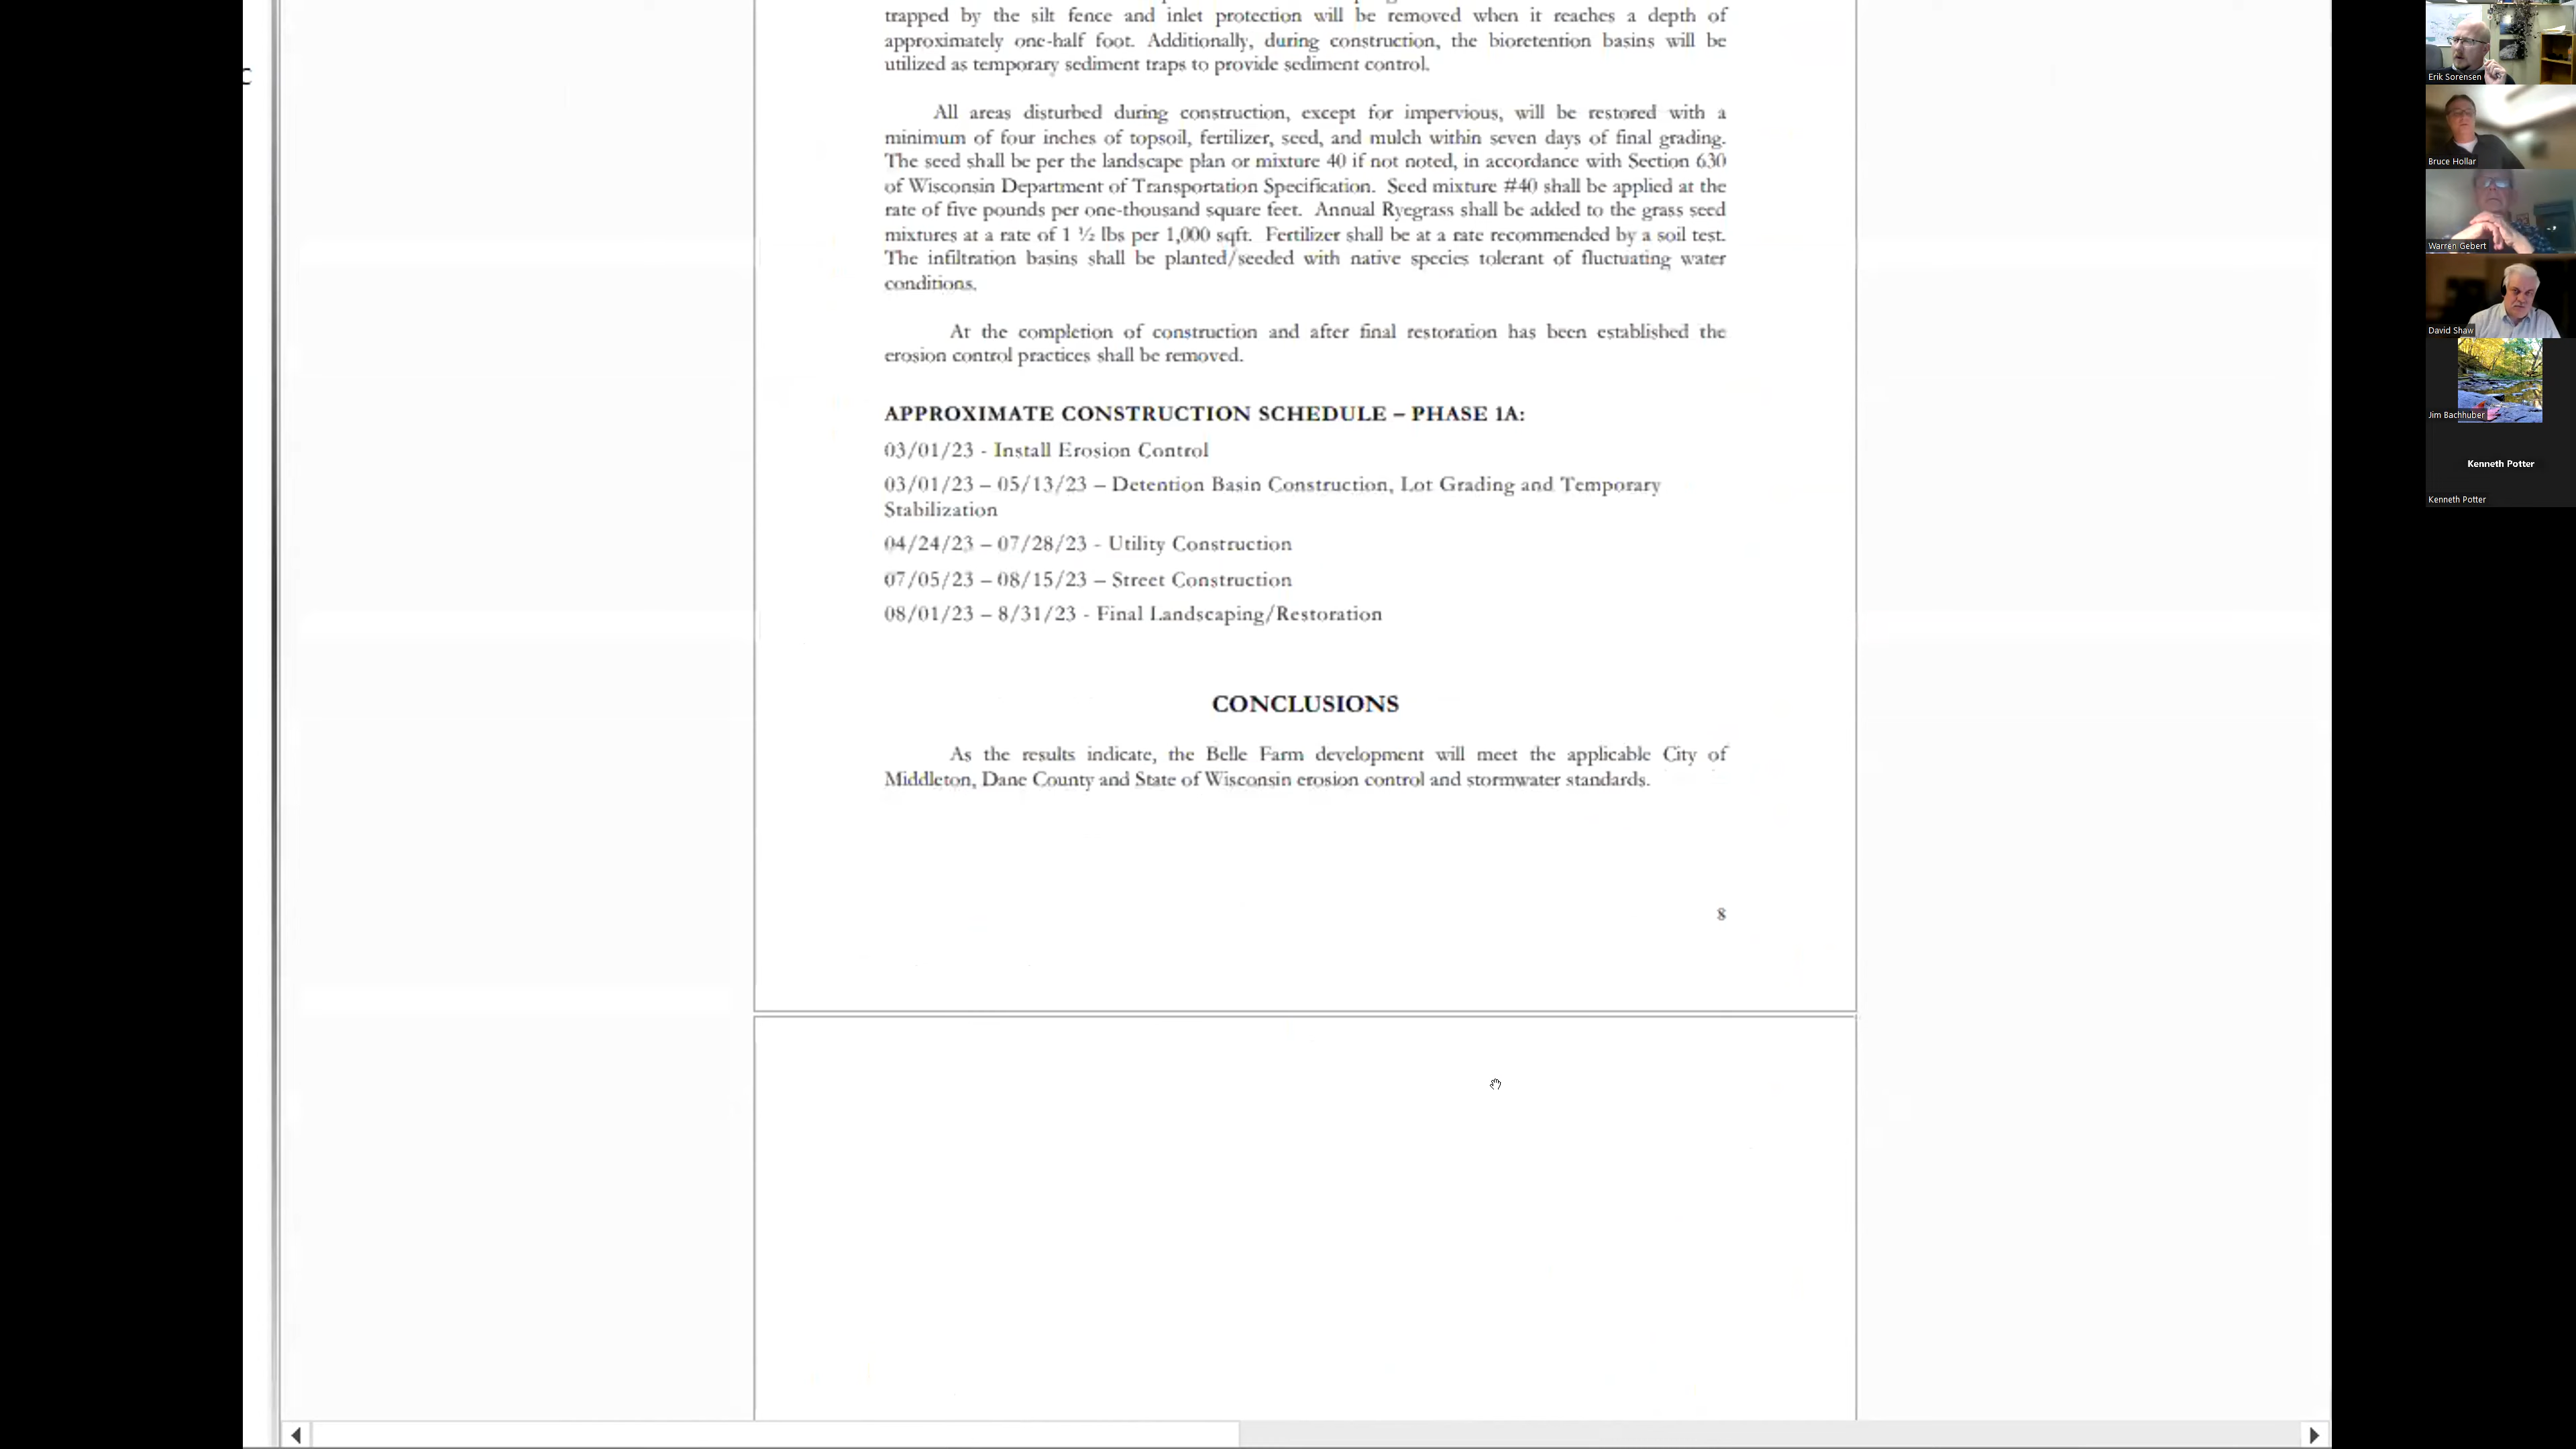 trapped by the silt fence and inlet protection will be removed when it reaches a depth of
approximately one-half foot. Additionally, during construction, the bioretention basins will be
utilized as temporary sediment traps to provide sediment control.
All areas disturbed during construction, except for impervious, will be restored with a
minimum of four inches of topsoil, fertilizer, seed, and mulch within seven days of final grading.
The seed shall be per the landscape plan or mixture 40 if not noted, in accordance with Section 630
of Wisconsin Department of Transportation Specification. Seed mixture #40 shall be applied at the
rate of five pounds per one-thousand square feet. Annual Ryegrass shall be added to the grass seed
mixtures at a rate of 1 ½ lbs per 1,000 sqft. Fertilizer shall be at a rate recommended by a soil test.
The infiltration basins shall be planted/seeded with native species tolerant of fluctuating water
conditions.
At the completion of construction and after final restoration has been established the
erosion control practices shall be removed.
APPROXIMATE CONSTRUCTION SCHEDULE – PHASE 1A:
03/01/23 - Install Erosion Control
03/01/23 – 05/13/23 – Detention Basin Construction, Lot Grading and Temporary
Stabilization
04/24/23 – 07/28/23 - Utility Construction
07/05/23 – 08/15/23 – Street Construction
08/01/23 – 8/31/23 - Final Landscaping/Restoration
CONCLUSIONS
As the results indicate, the Belle Farm development will meet the applicable City of
Middleton, Dane County and State of Wisconsin erosion control and stormwater standards.
8
Erik Sorensen
Bruce Hollar
Warren Gebert
David Shaw
Jim Bachhuber
Kenneth Potter
Kenneth Potter